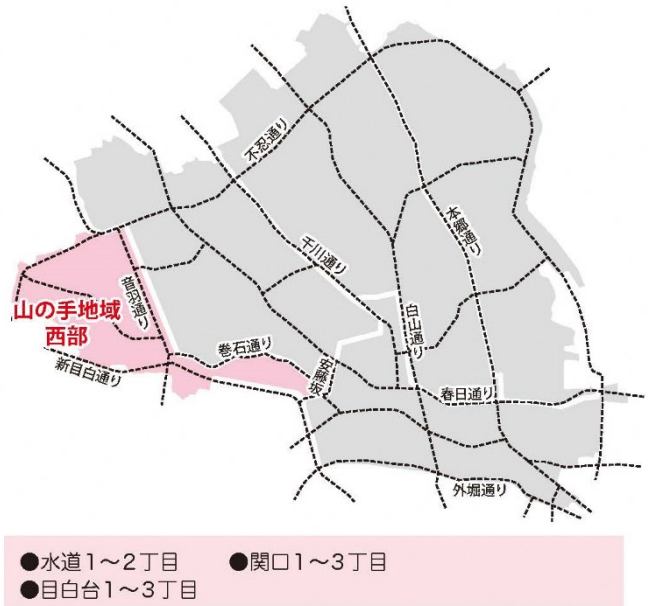 不忍通り
本郷通り
千川通り
音羽通り
山の手地域
西部
白山通り
巻石通り
安藤坂
新目白通り
春日通り
外堀通り
●水道1~2丁目 ●関口1~3丁目
●目白台1~3丁目